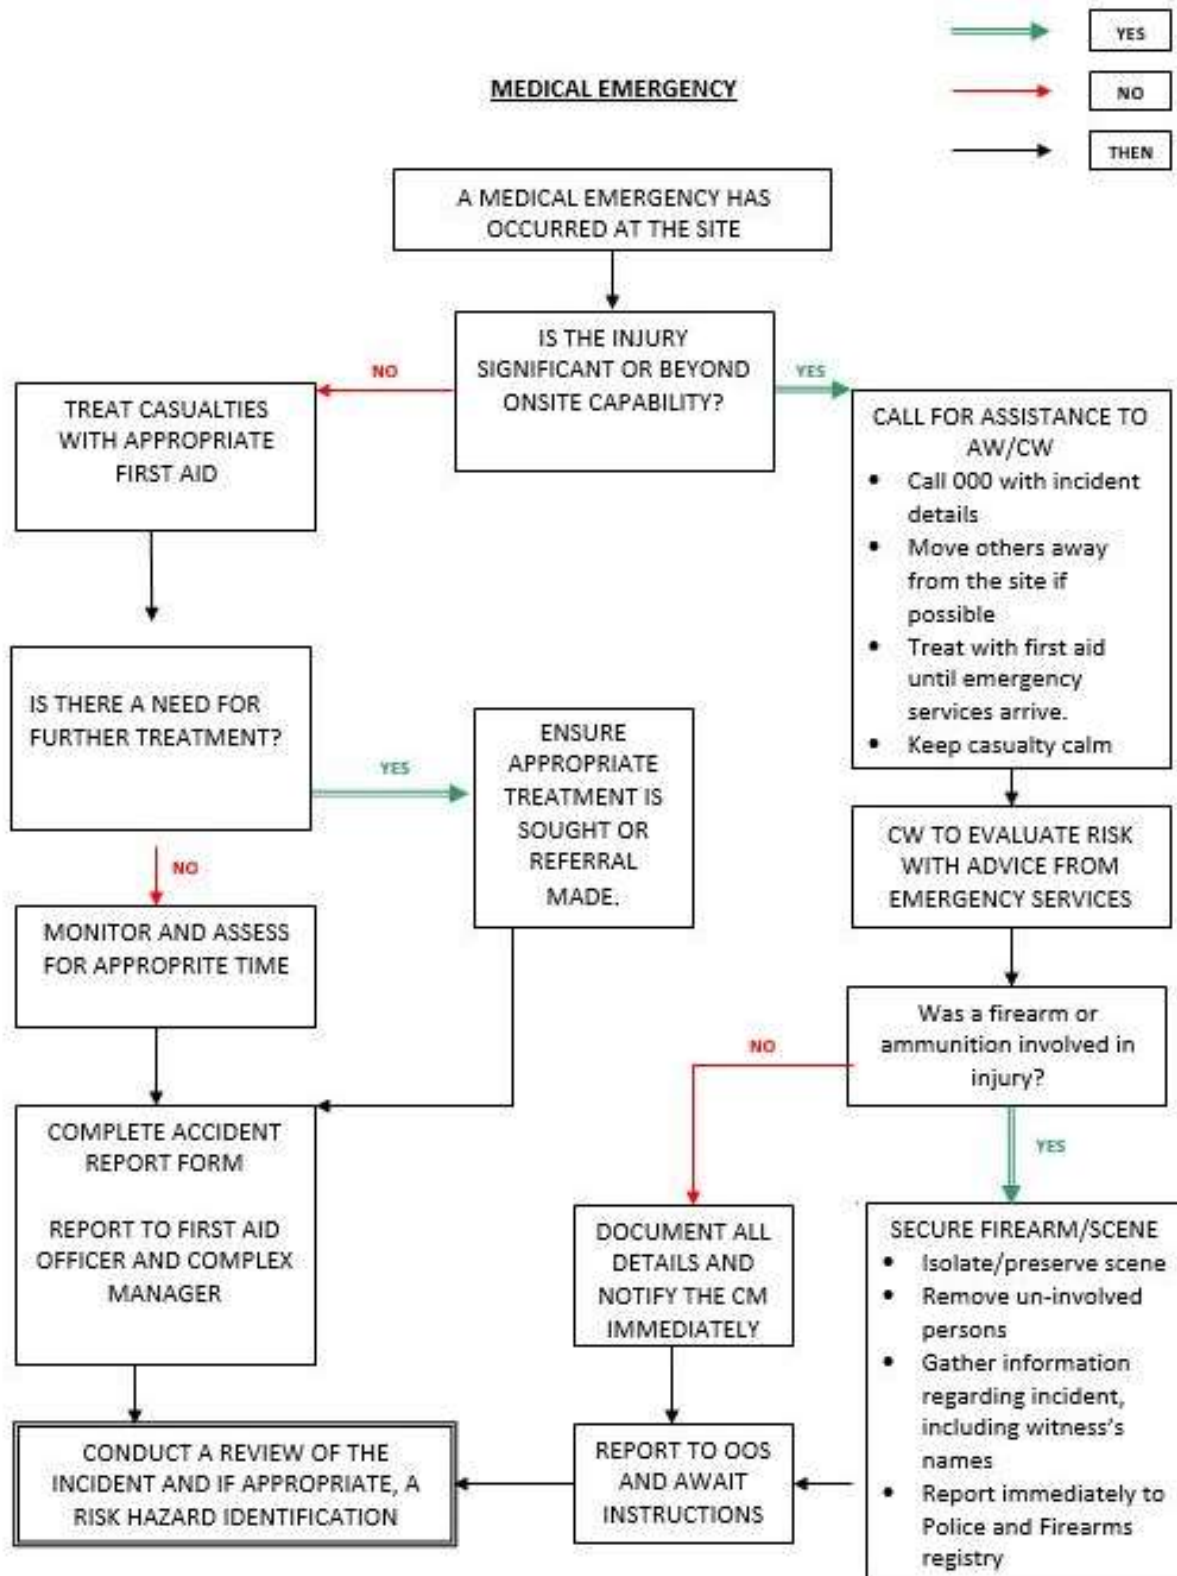 YES
NO
THEN
MEDICAL EMERGENCY
A MEDICAL EMERGENCY HAS
OCCURRED AT THE SITE
IS THE INJURY
SIGNIFICANT OR BEYOND
ONSITE CAPABILITY?
NO
YES
TREAT CASUALTIES
WITH APPROPRIATE
FIRST AID
CALL FOR ASSISTANCE TO
AW/CW
• Call 000 with incident
details
• Move others away
from the site if
possible
• Treat with first aid
until emergency
services arrive.
• Keep casualty calm
IS THERE A NEED FOR
FURTHER TREATMENT?
YES
ENSURE
APPROPRIATE
TREATMENT IS
SOUGHT OR
REFERRAL
MADE.
NO
CW TO EVALUATE RISK
WITH ADVICE FROM
EMERGENCY SERVICES
MONITOR AND ASSESS
FOR APPROPRITE TIME
Was a firearm or
ammunition involved in
injury?
NO
YES
COMPLETE ACCIDENT
REPORT FORM
REPORT TO FIRST AID
OFFICER AND COMPLEX
MANAGER
DOCUMENT ALL
DETAILS AND
NOTIFY THE CM
IMMEDIATELY
SECURE FIREARM/SCENE
• Isolate/preserve scene
• Remove un-involved
persons
• Gather information
regarding incident,
including witness's
names
• Report immediately to
Police and Firearms
registry
REPORT TO OOS
AND AWAIT
INSTRUCTIONS
CONDUCT A REVIEW OF THE
INCIDENT AND IF APPROPRIATE, A
RISK HAZARD IDENTIFICATION